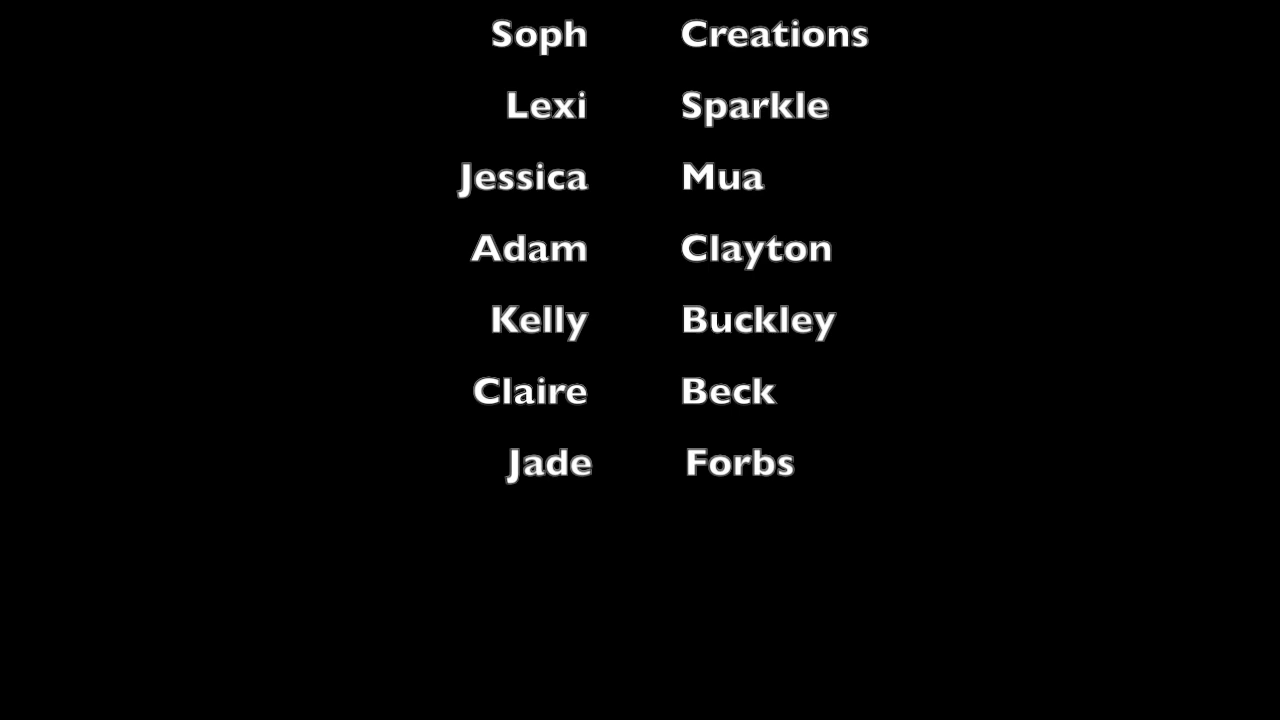 Soph Creations
Lexi Sparkle
Jessica Mua
Adam Clayton
Kelly Buckley
Claire Beck
Jade Forbs